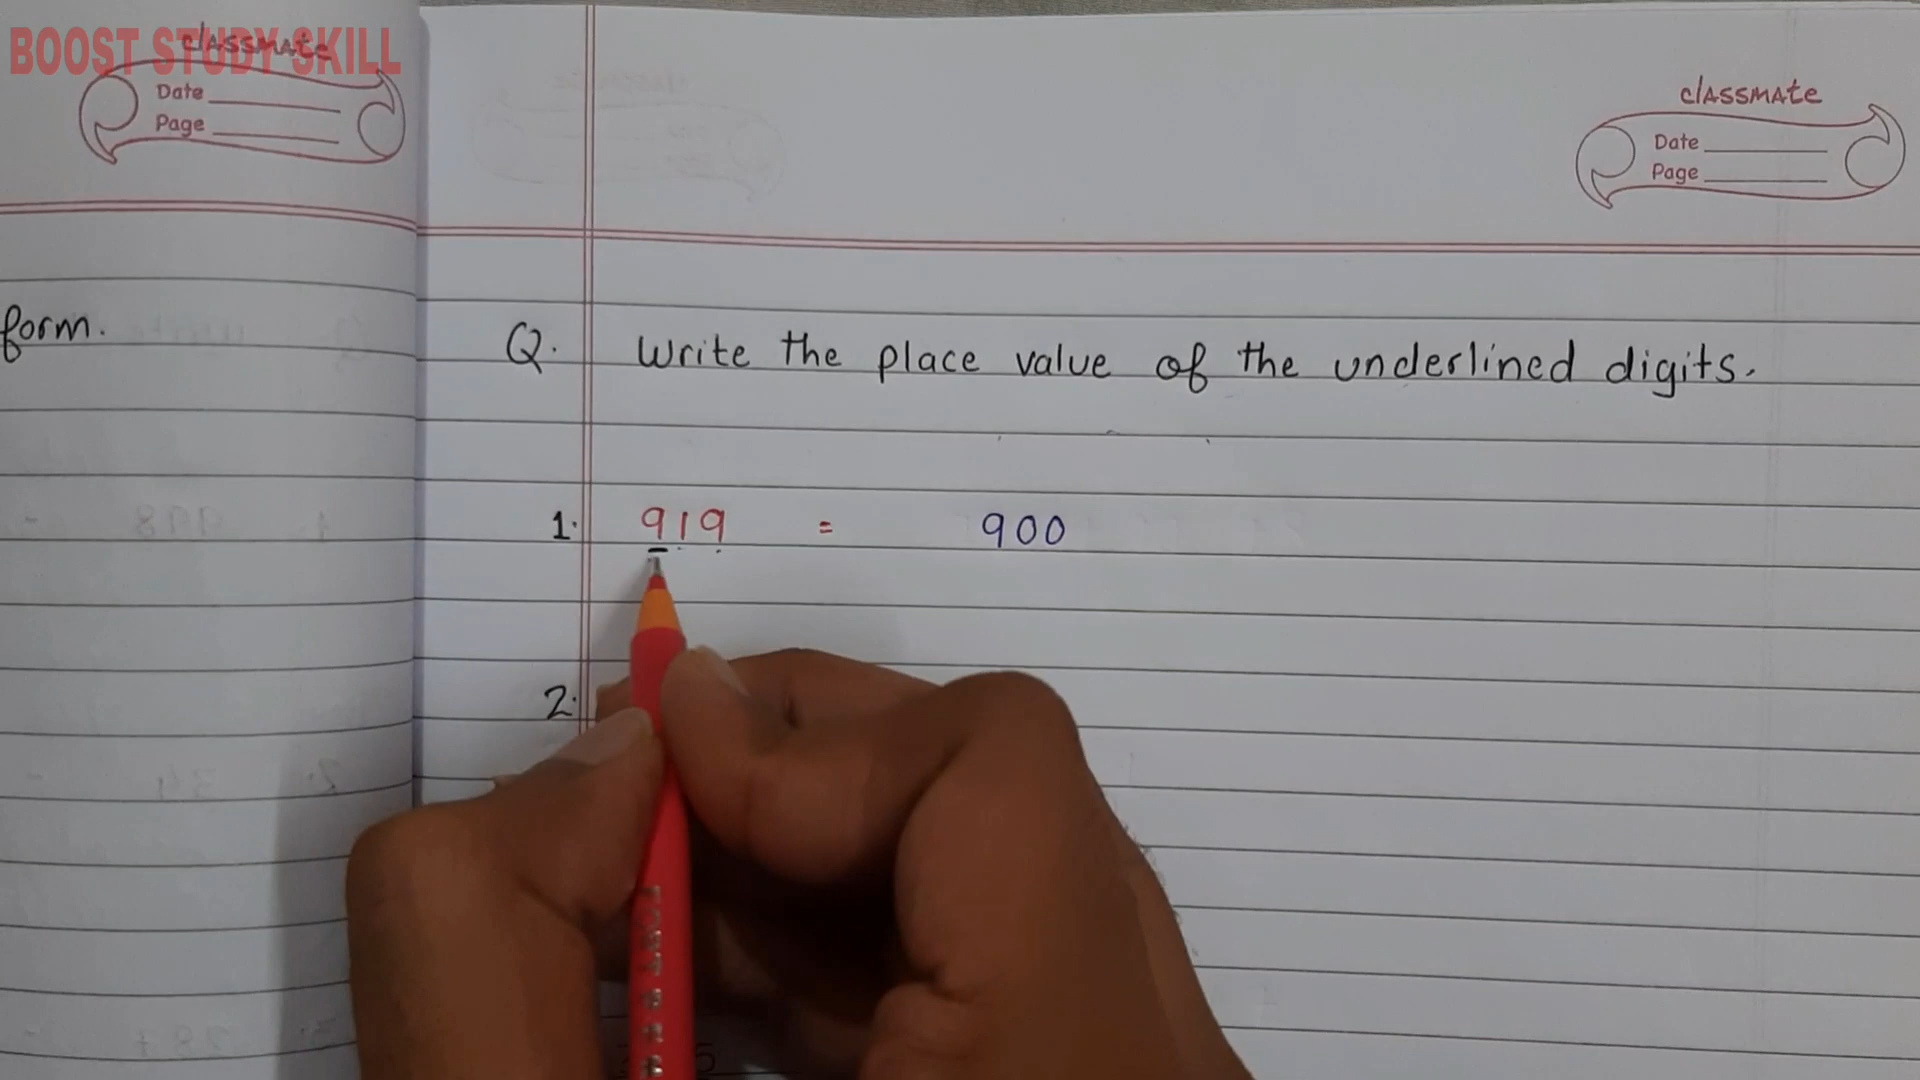 BOOST STUDY SKILL
classmate
Date
Page
classmate
Date
Page
form.
Q. Write the place value of the underlined digits.
1. 919 = 900
2.
5